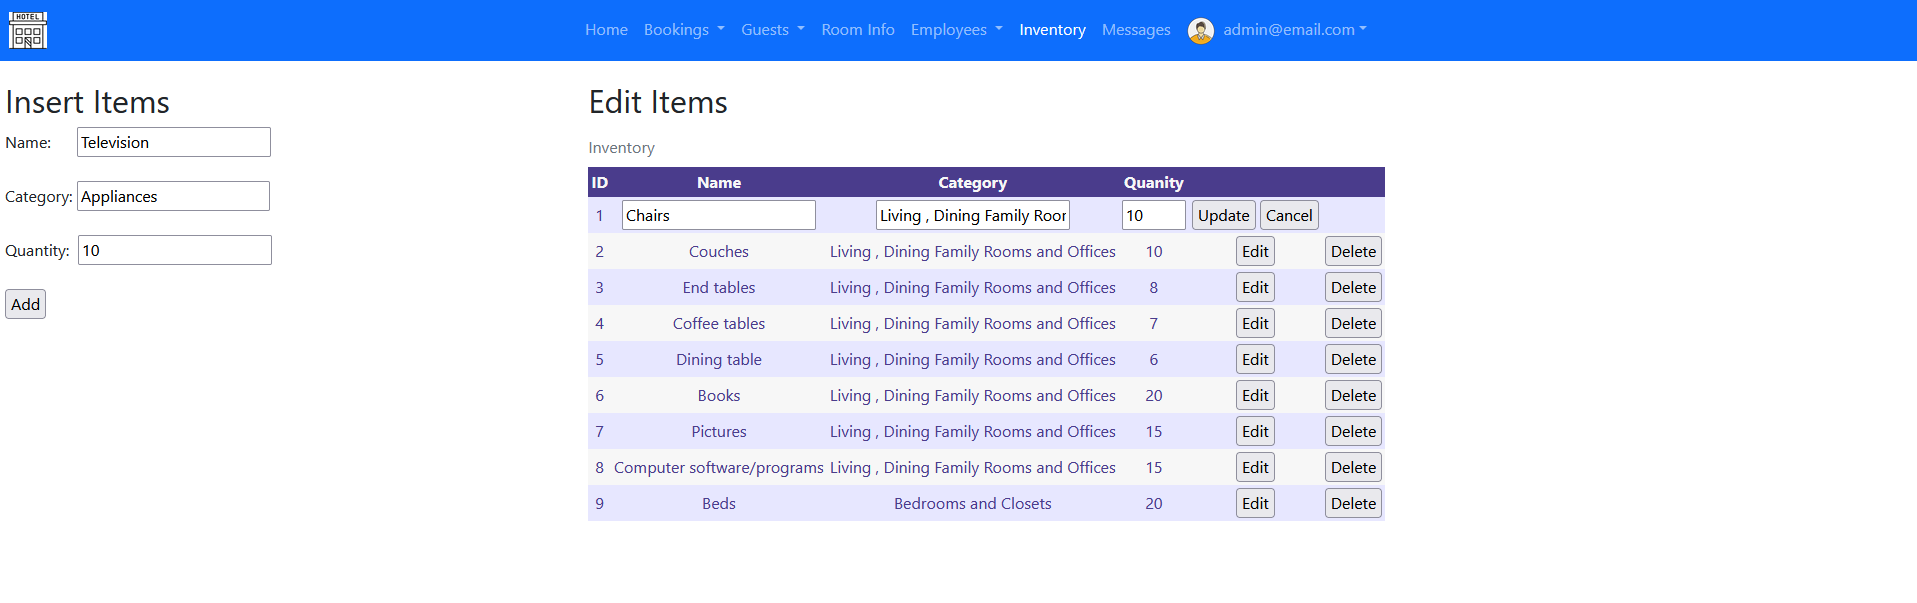 HOTEL
Home Bookings Guests Room Info Employees Inventory Messages admin@email.com
Insert Items
Name: Television
Category: Appliances
Quantity: 10
Add
Edit Items
Inventory
ID Name Category Quanity
1 Chairs Living , Dining Family Roor 10 Update Cancel
2 Couches Living , Dining Family Rooms and Offices 10 Edit Delete
3 End tables Living , Dining Family Rooms and Offices 8 Edit Delete
4 Coffee tables Living , Dining Family Rooms and Offices 7 Edit Delete
5 Dining table Living , Dining Family Rooms and Offices 6 Edit Delete
6 Books Living , Dining Family Rooms and Offices 20 Edit Delete
7 Pictures Living , Dining Family Rooms and Offices 15 Edit Delete
8 Computer software/programs Living , Dining Family Rooms and Offices 15 Edit Delete
9 Beds Bedrooms and Closets 20 Edit Delete